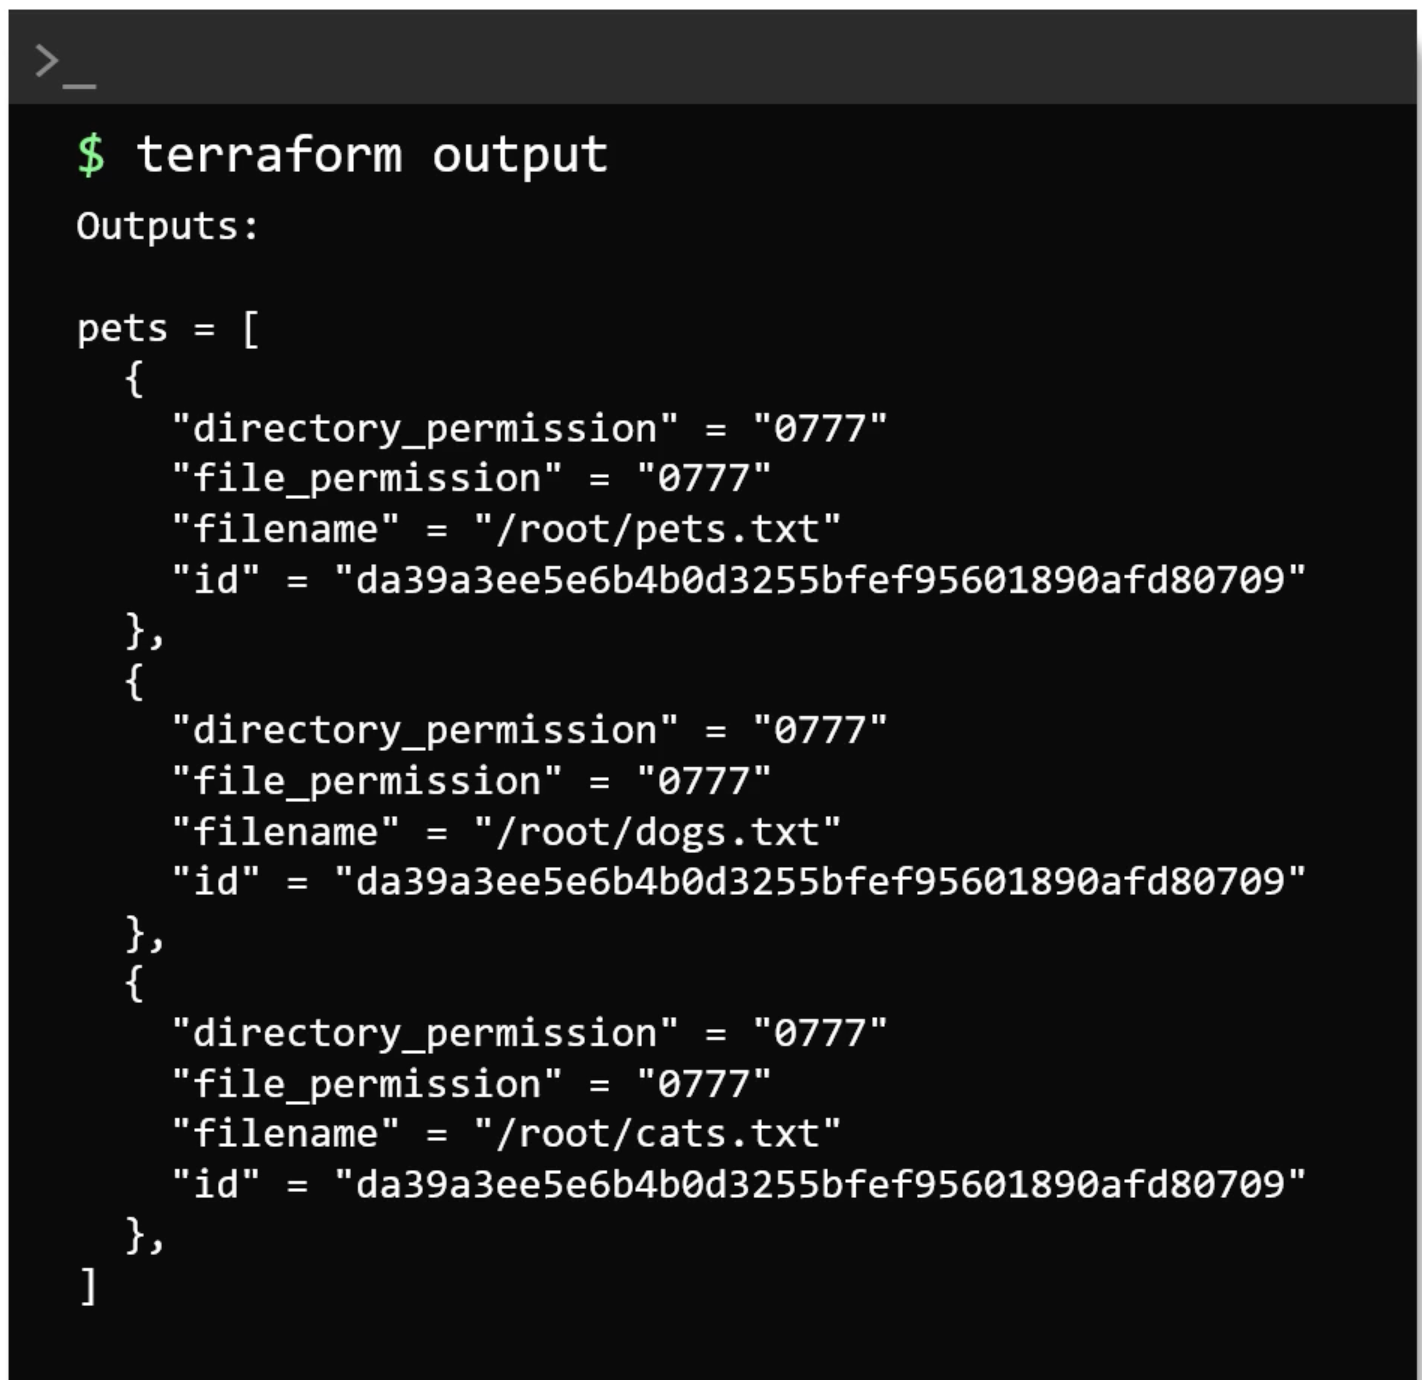 >_
$ terraform output
Outputs:
pets = [
{
"directory_permission" = "0777"
"file_permission" = "0777"
"filename" = "/root/pets.txt"
"id" = "da39a3ee5e6b4b0d3255bfef95601890afd80709"
},
{
"directory_permission" = "0777"
"file_permission" = "0777"
"filename" = "/root/dogs.txt"
"id" = "da39a3ee5e6b4b0d3255bfef95601890afd80709"
},
{
"directory_permission" = "0777"
"file_permission" = "0777"
"filename" = "/root/cats.txt"
"id" = "da39a3ee5e6b4b0d3255bfef95601890afd80709"
},
]